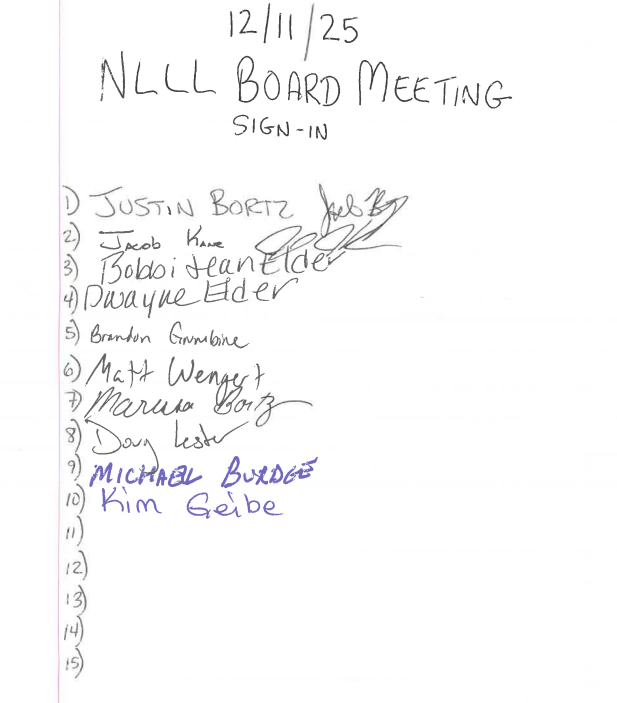 12/11/25
NLLL BOARD MEETING
SIGN-IN
1) JUSTIN BORTZ
2) Jacob Kane
3) Bobbi Jean Elder
4) Dwayne Elder
5) Brandon Grumbine
6) Matt Wengert
7) Bortz
8) Doug Lester
9) MICHAEL BURDGE
10) Kim Geibe
11)
12)
13)
14)
15)